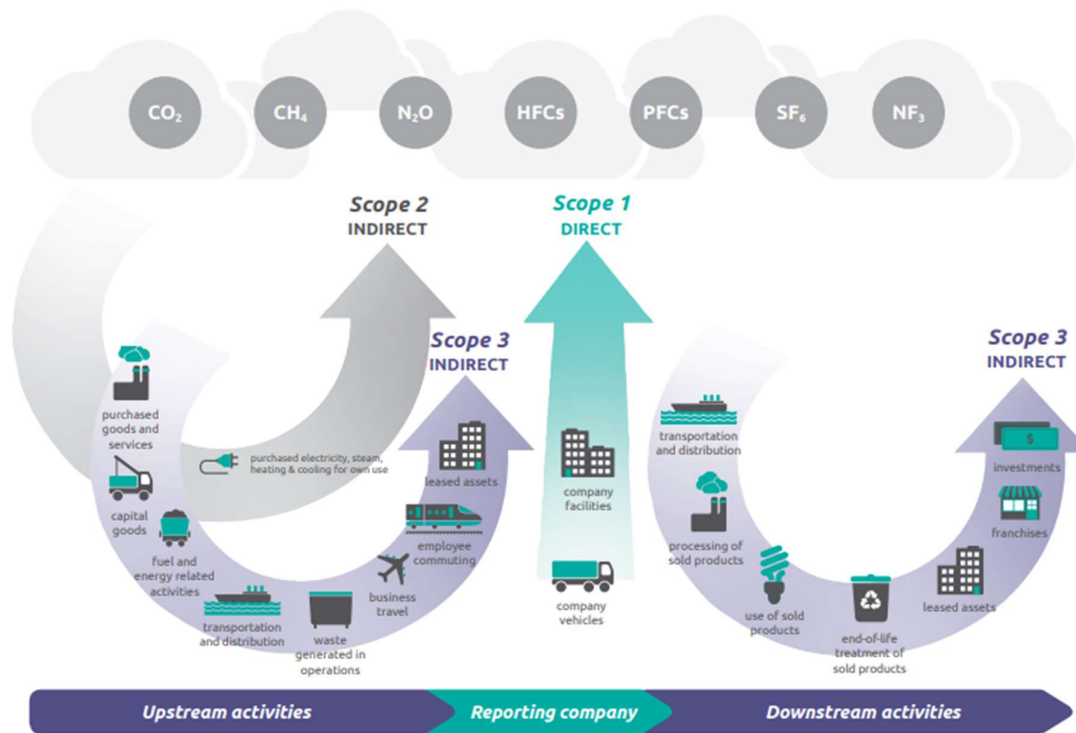 CO₂
CH₄
N₂O
HFCs
PFCs
SF₆
NF₃
Scope 2
INDIRECT
Scope 1
DIRECT
Scope 3
INDIRECT
Scope 3
INDIRECT
purchased
goods and
services
capital
goods
fuel and
energy related
activities
purchased electricity, steam,
heating & cooling for own use
transportation
and distribution
waste
generated in
operations
business
travel
employee
commuting
leased assets
company
facilities
company
vehicles
transportation
and distribution
processing of
sold products
use of sold
products
end-of-life
treatment of
sold products
leased assets
franchises
$
investments
Upstream activities
Reporting company
Downstream activities